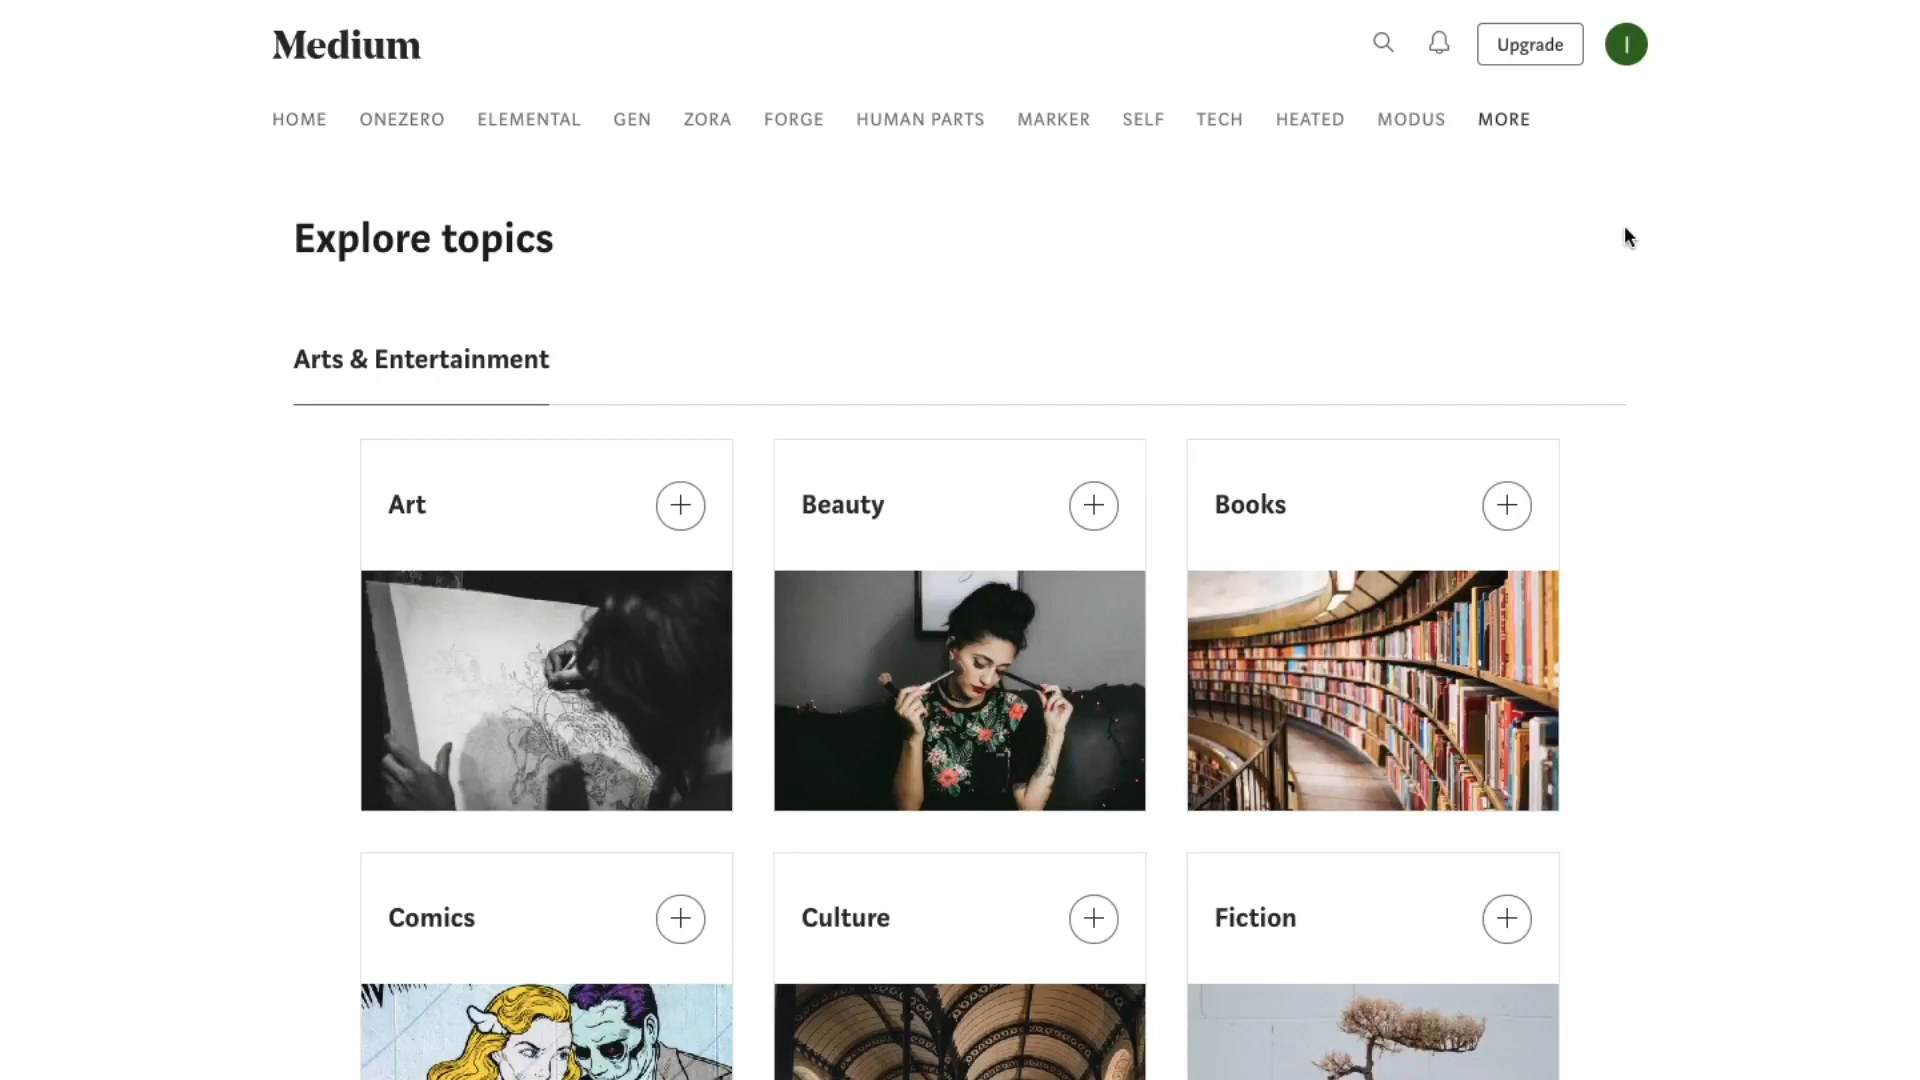 Medium
Upgrade
I
HOME ONEZERO ELEMENTAL GEN ZORA FORGE HUMAN PARTS MARKER SELF TECH HEATED MODUS MORE
Explore topics
Arts & Entertainment
Art
Beauty
Books
Comics
Culture
Fiction